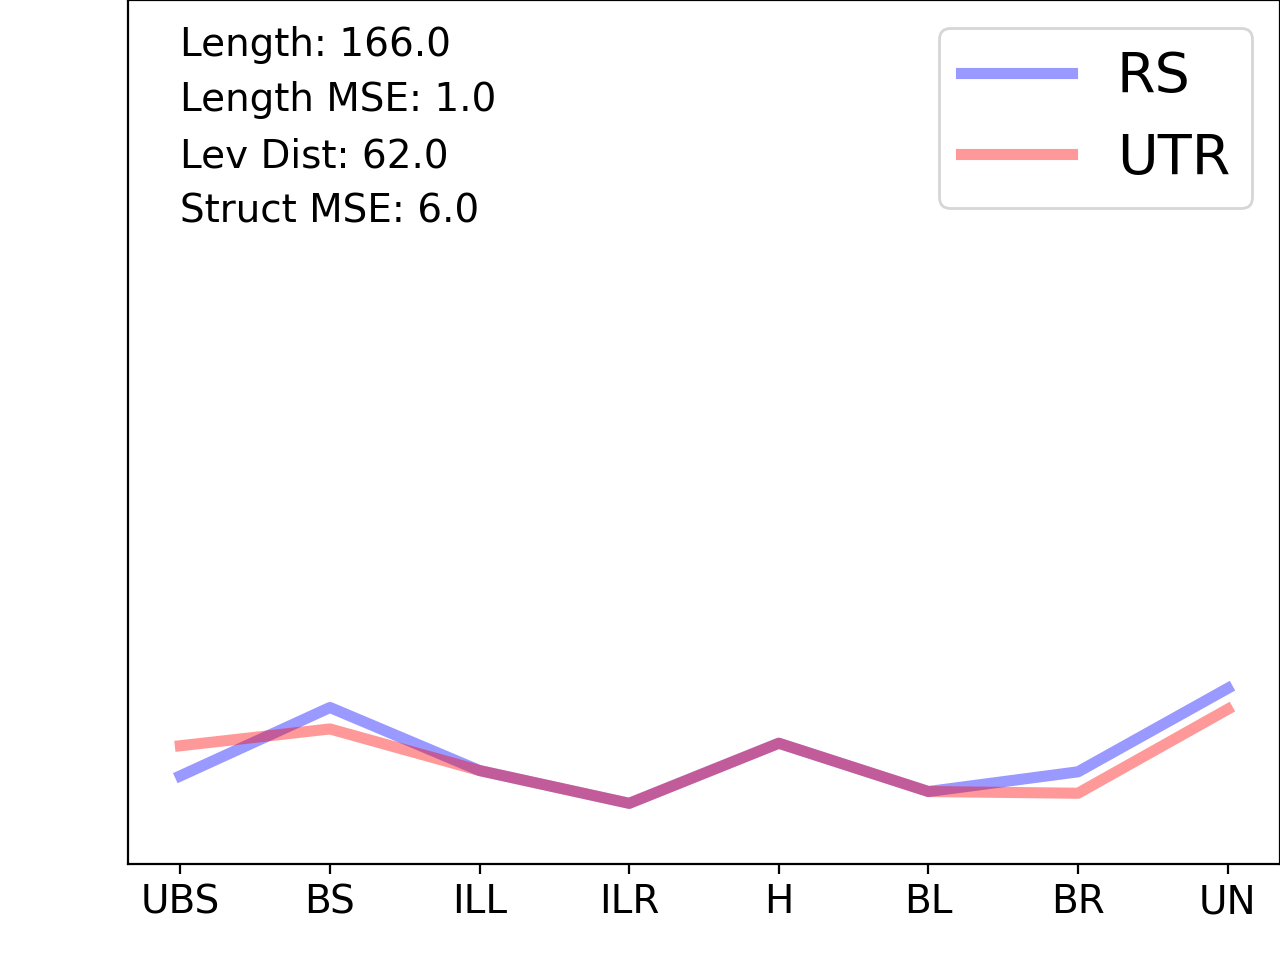 Length: 166.0
Length MSE: 1.0
Lev Dist: 62.0
Struct MSE: 6.0
RS
UTR
UBS BS ILL ILR H BL BR UN